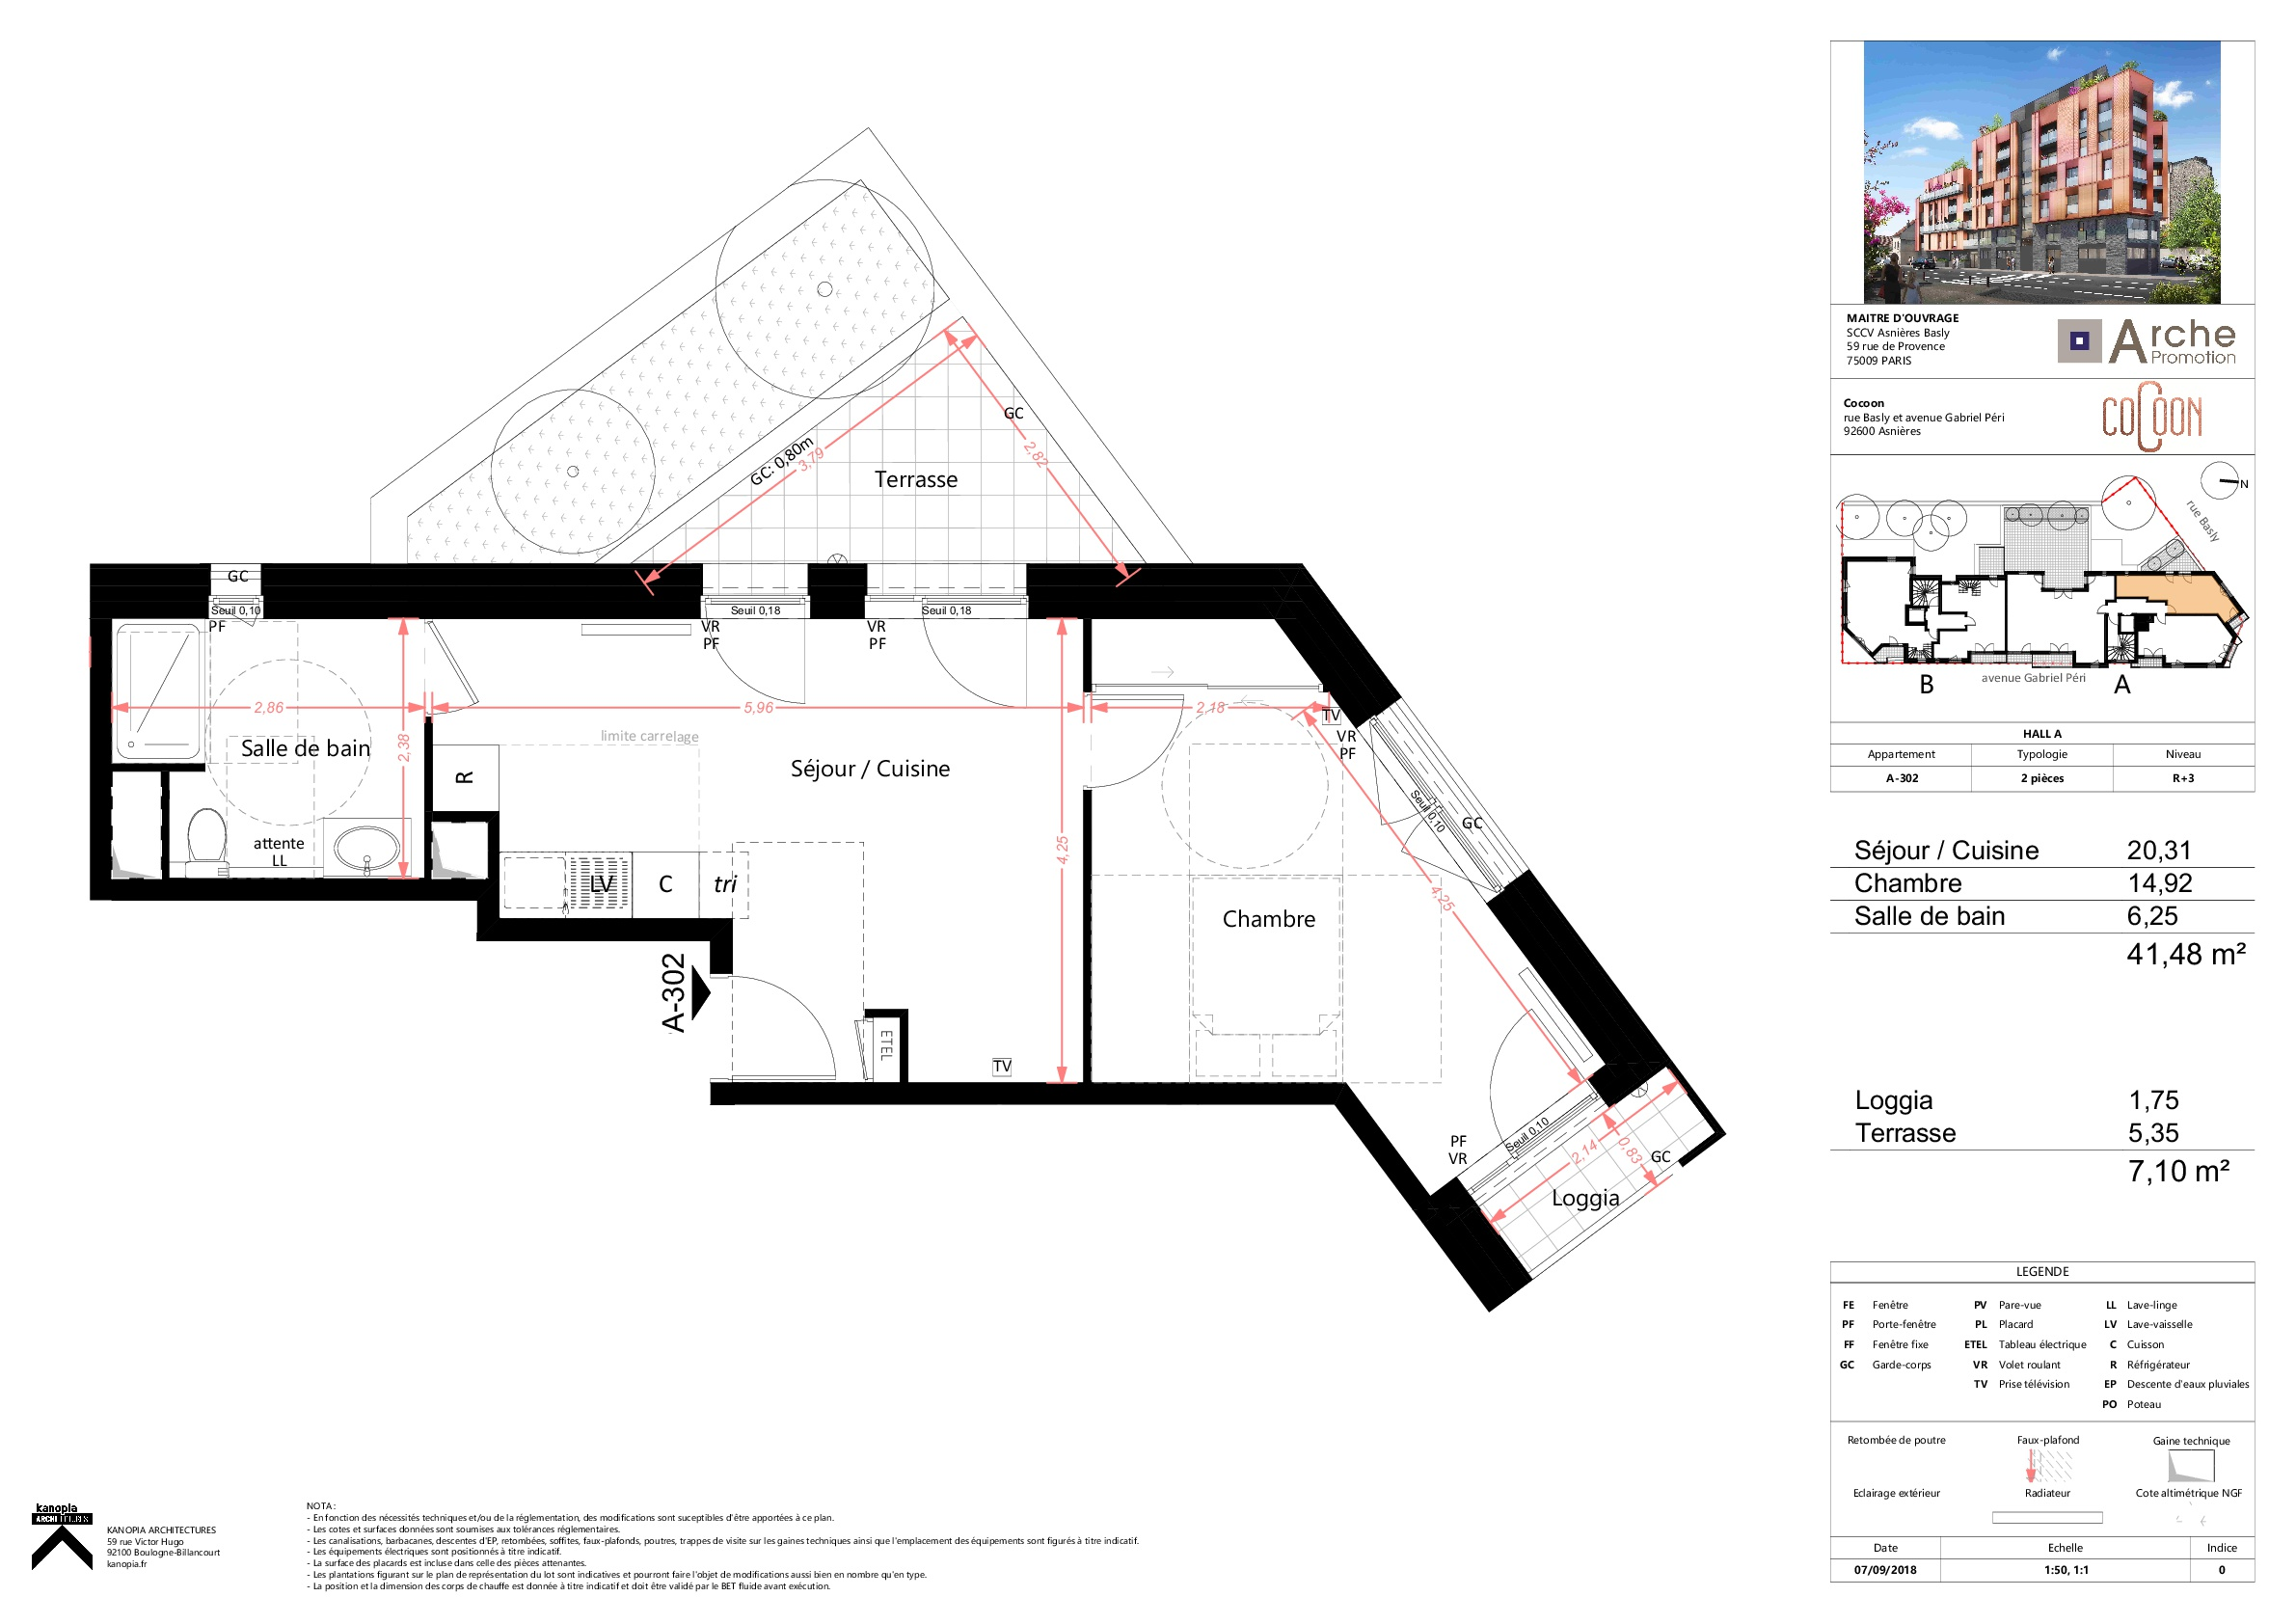 GC
GC: 0,80m
3,79
2,82
Terrasse
GC
Seuil 0,10
PF
Seuil 0,18
VR
PF
Seuil 0,18
VR
PF
2,86
5,96
2,18
2,38
4,25
4,25
limite carrelage
Salle de bain
Séjour / Cuisine
R
attente
LL
LV
C
tri
TV
VR
PF
Seuil 0,10
GC
Chambre
A-302
ETEL
TV
PF
VR
Seuil 0,10
2,14
0,83
GC
Loggia
MAITRE D'OUVRAGE
SCCV Asnières Basly
59 rue de Provence
75009 PARIS
Arche
Promotion
Cocoon
rue Basly et avenue Gabriel Péri
92600 Asnières
COCOON
N
rue Basly
B
avenue Gabriel Péri
A
HALL A
Appartement Typologie Niveau
A-302 2 pièces R+3
Séjour / Cuisine 20,31
Chambre 14,92
Salle de bain 6,25
41,48 m²
Loggia 1,75
Terrasse 5,35
7,10 m²
LEGENDE
FE Fenêtre PV Pare-vue LL Lave-linge
PF Porte-fenêtre PL Placard LV Lave-vaisselle
FF Fenêtre fixe ETEL Tableau électrique C Cuisson
GC Garde-corps VR Volet roulant R Réfrigérateur
TV Prise télévision EP Descente d'eaux pluviales
PO Poteau
Retombée de poutre Faux-plafond Gaine technique
Eclairage extérieur Radiateur Cote altimétrique NGF
Date Echelle Indice
07/09/2018 1:50, 1:1 0
kanopia
ARCHITECTURES
KANOPIA ARCHITECTURES
59 rue Victor Hugo
92100 Boulogne-Billancourt
kanopia.fr
NOTA :
- En fonction des nécessités techniques et/ou de la réglementation, des modifications sont suceptibles d'être apportées à ce plan.
- Les cotes et surfaces données sont soumises aux tolérances réglementaires.
- Les canalisations, barbacanes, descentes d'EP, retombées, soffites, faux-plafonds, poutres, trappes de visite sur les gaines techniques ainsi que l'emplacement des équipements sont figurés à titre indicatif.
- Les équipements électriques sont positionnés à titre indicatif.
- La surface des placards est incluse dans celle des pièces attenantes.
- Les plantations figurant sur le plan de représentation du lot sont indicatives et pourront faire l'objet de modifications aussi bien en nombre qu'en type.
- La position et la dimension des corps de chauffe est donnée à titre indicatif et doit être validé par le BET fluide avant exécution.